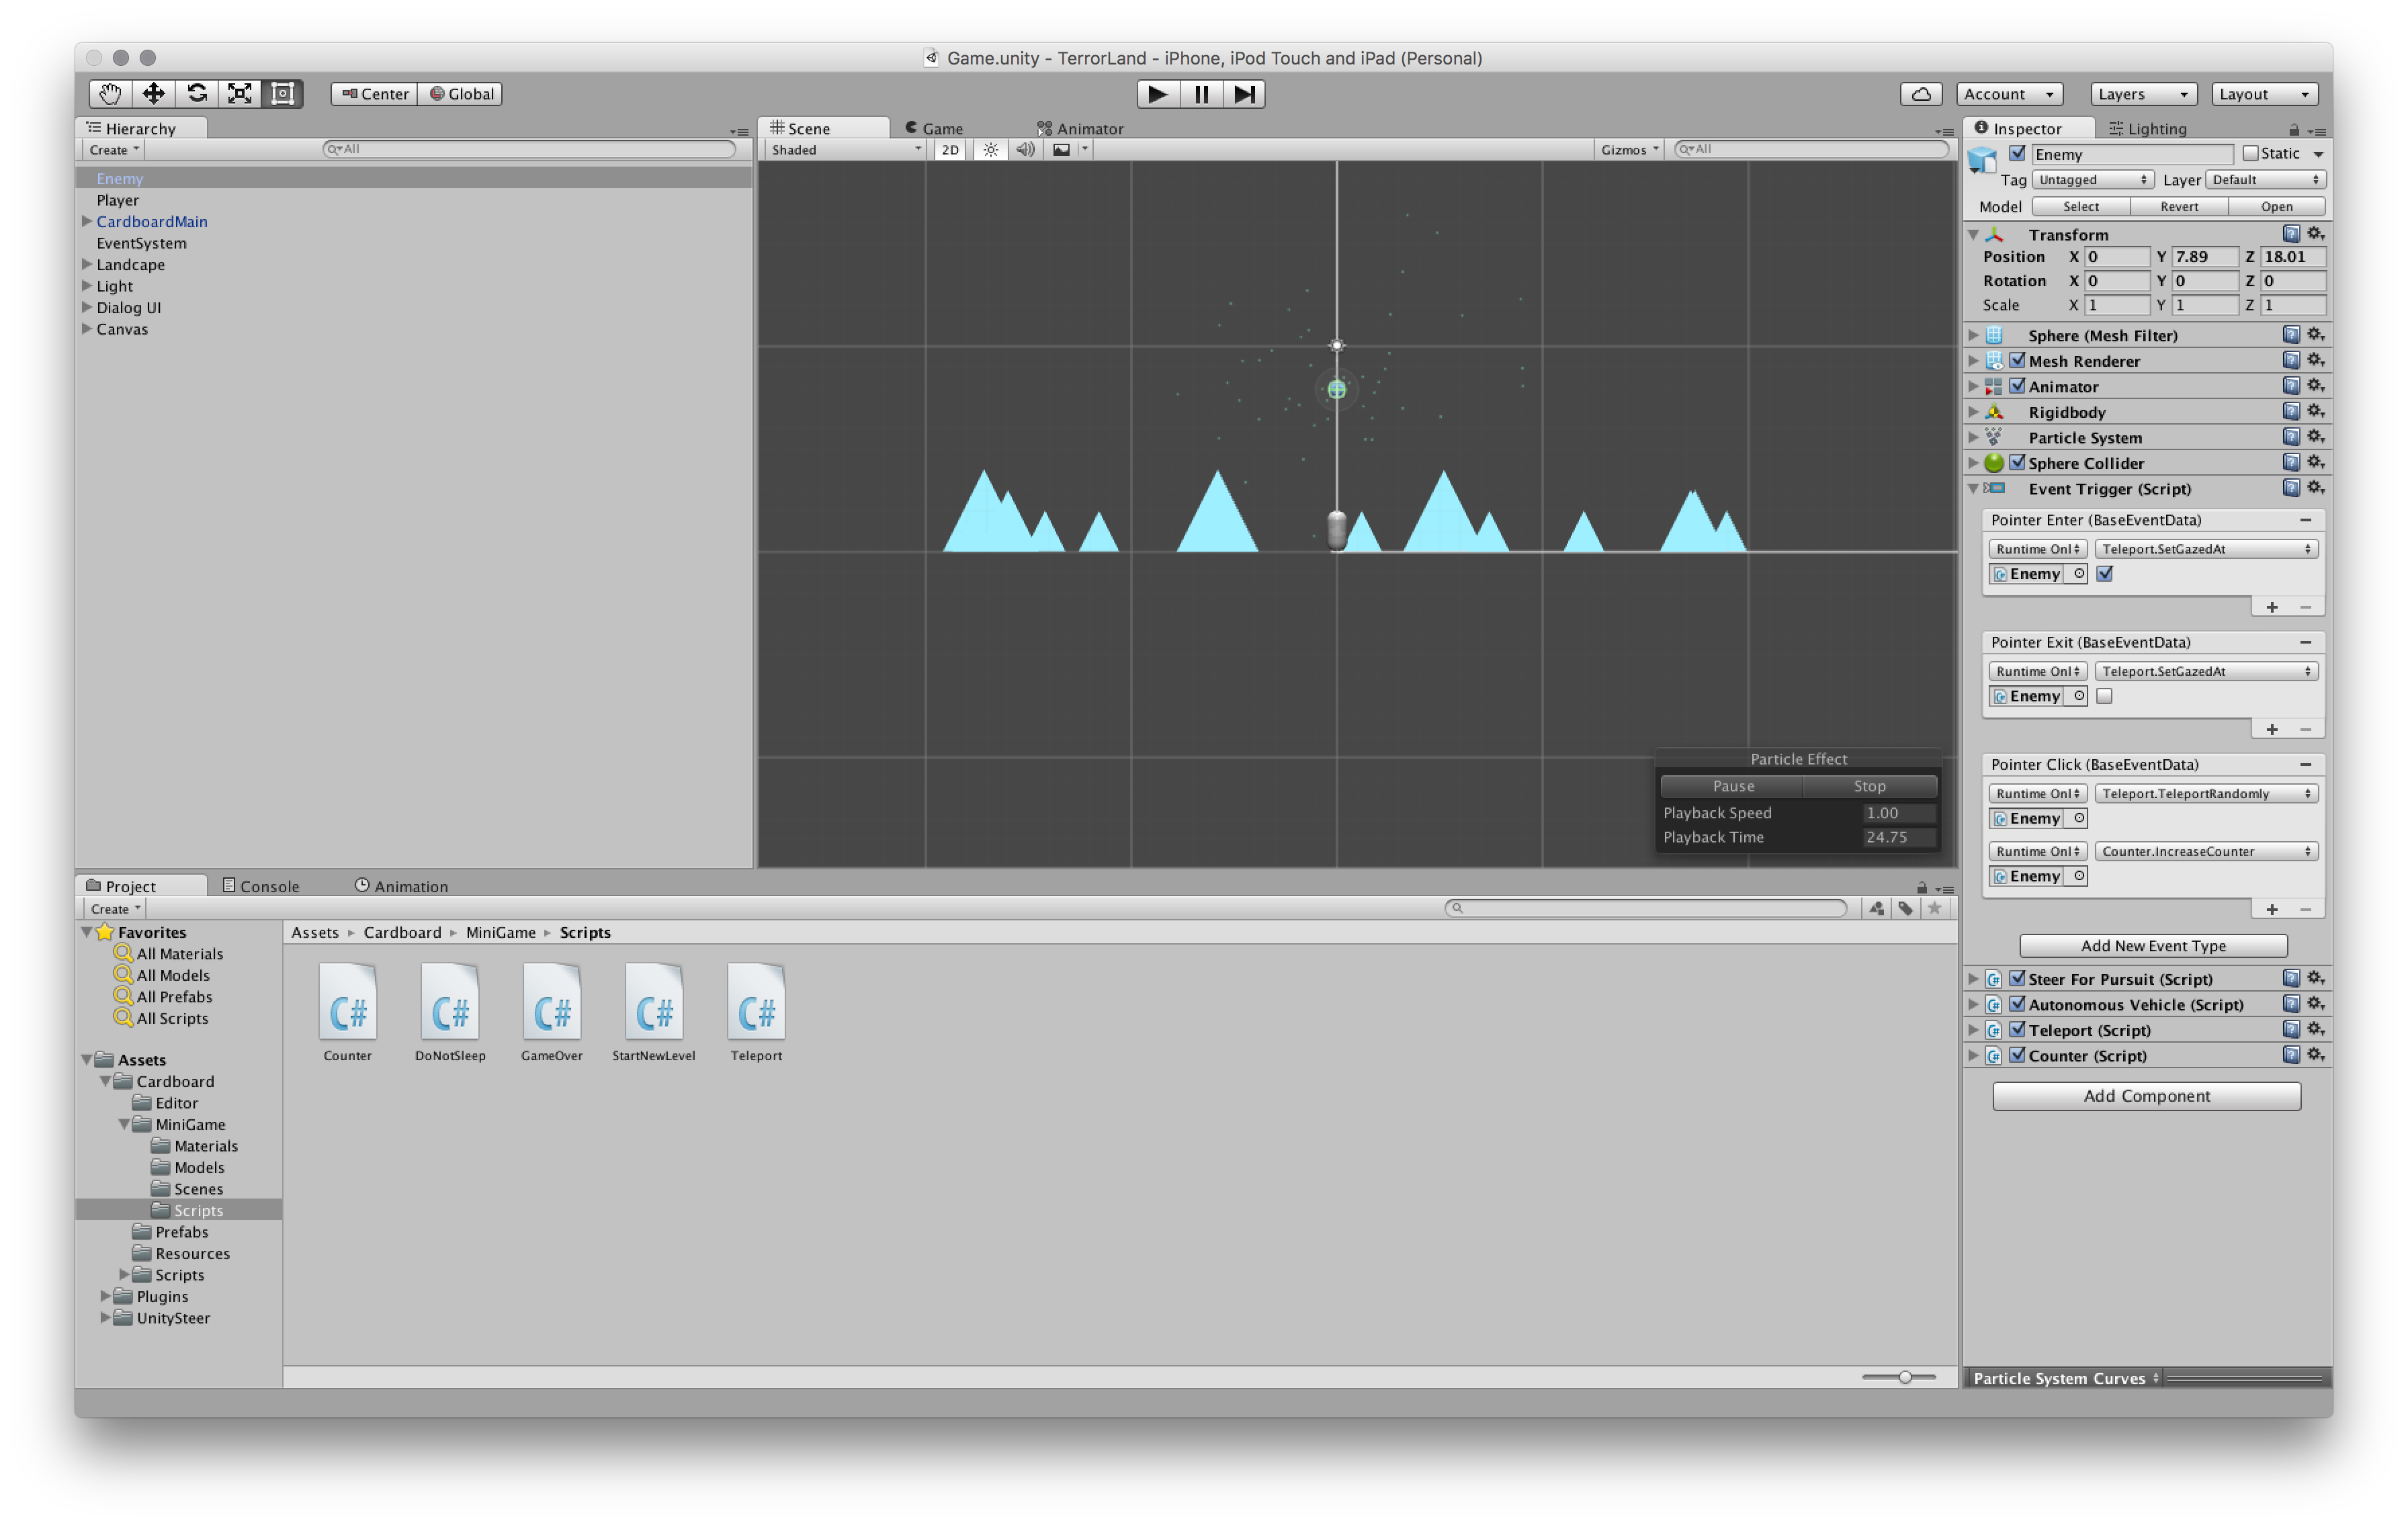 Game.unity - TerrorLand - iPhone, iPod Touch and iPad (Personal)
Center Global
Account Layers Layout
Hierarchy
Create All
Enemy
Player
CardboardMain
EventSystem
Landcape
Light
Dialog UI
Canvas
Scene Game Animator
Shaded 2D Gizmos All
Particle Effect
Pause Stop
Playback Speed 1.00
Playback Time 24.75
Inspector Lighting
Enemy Static
Tag Untagged Layer Default
Model Select Revert Open
Transform
Position X 0 Y 7.89 Z 18.01
Rotation X 0 Y 0 Z 0
Scale X 1 Y 1 Z 1
Sphere (Mesh Filter)
Mesh Renderer
Animator
Rigidbody
Particle System
Sphere Collider
Event Trigger (Script)
Pointer Enter (BaseEventData)
Runtime Onl Teleport.SetGazedAt
Enemy
Pointer Exit (BaseEventData)
Runtime Onl Teleport.SetGazedAt
Enemy
Pointer Click (BaseEventData)
Runtime Onl Teleport.TeleportRandomly
Enemy
Runtime Onl Counter.IncreaseCounter
Enemy
Add New Event Type
Steer For Pursuit (Script)
Autonomous Vehicle (Script)
Teleport (Script)
Counter (Script)
Add Component
Particle System Curves
Project Console Animation
Create
Favorites
All Materials
All Models
All Prefabs
All Scripts
Assets
Cardboard
Editor
MiniGame
Materials
Models
Scenes
Scripts
Prefabs
Resources
Scripts
Plugins
UnitySteer
Assets Cardboard MiniGame Scripts
C# C# C# C# C#
Counter DoNotSleep GameOver StartNewLevel Teleport